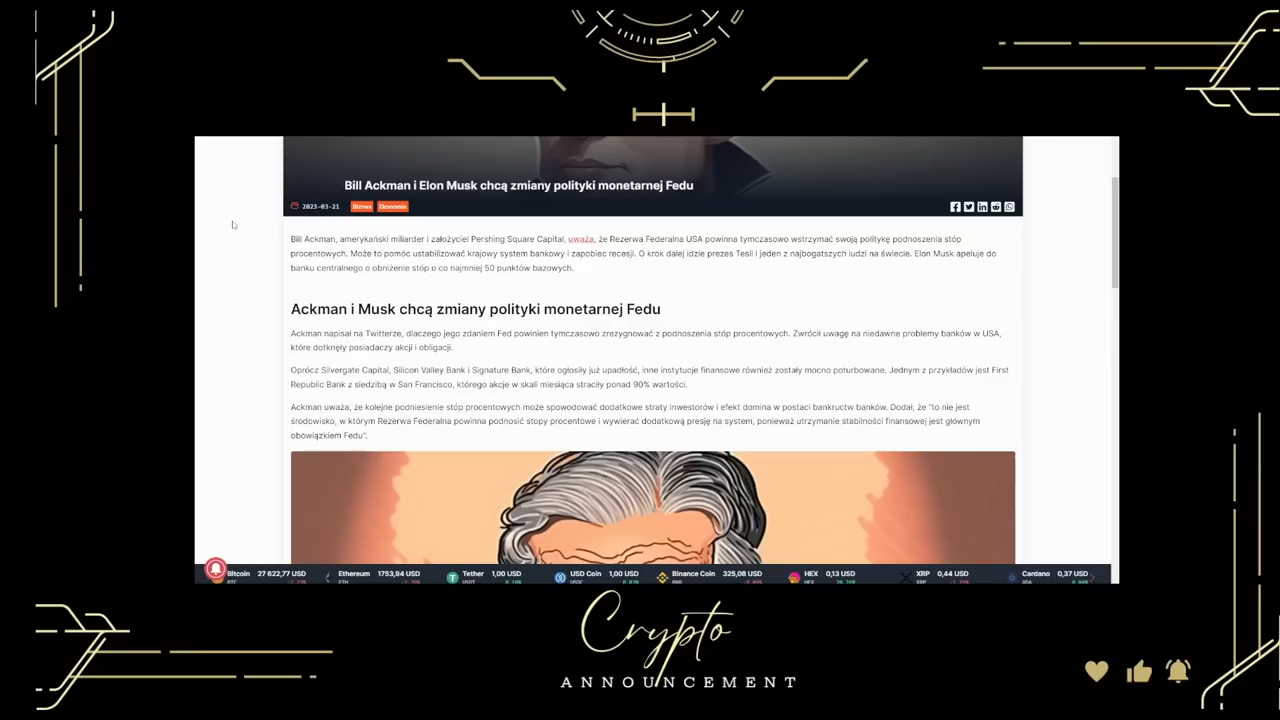 Bill Ackman i Elon Musk chcą zmiany polityki monetarnej Fedu
2023-03-21 Biznes Ekonomia
Bill Ackman, amerykański miliarder i założyciel Pershing Square Capital, uważa, że Rezerwa Federalna USA powinna tymczasowo wstrzymać swoją politykę podnoszenia stóp
procentowych. Może to pomóc ustabilizować krajowy system bankowy i zapobiec recesji. O krok dalej idzie prezes Tesli i jeden z najbogatszych ludzi na świecie. Elon Musk apeluje do
banku centralnego o obniżenie stóp o co najmniej 50 punktów bazowych.
Ackman i Musk chcą zmiany polityki monetarnej Fedu
Ackman napisał na Twitterze, dlaczego jego zdaniem Fed powinien tymczasowo zrezygnować z podnoszenia stóp procentowych. Zwrócił uwagę na niedawne problemy banków w USA,
które dotknęły posiadaczy akcji i obligacji.
Oprócz Silvergate Capital, Silicon Valley Bank i Signature Bank, które ogłosiły już upadłość, inne instytucje finansowe również zostały mocno poturbowane. Jednym z przykładów jest First
Republic Bank z siedzibą w San Francisco, którego akcje w skali miesiąca straciły ponad 90% wartości.
Ackman uważa, że kolejne podniesienie stóp procentowych może spowodować dodatkowe straty inwestorów i efekt domina w postaci bankructw banków. Dodał, że "to nie jest
środowisko, w którym Rezerwa Federalna powinna podnosić stopy procentowe i wywierać dodatkową presję na system, ponieważ utrzymanie stabilności finansowej jest głównym
obowiązkiem Fedu".
Bitcoin 27 622,77 USD Ethereum 1753,94 USD Tether 1,00 USD USD Coin 1,00 USD Binance Coin 325,08 USD HEX 0,13 USD XRP 0,44 USD Cardano 0,37 USD
Crypto
ANNOUNCEMENT